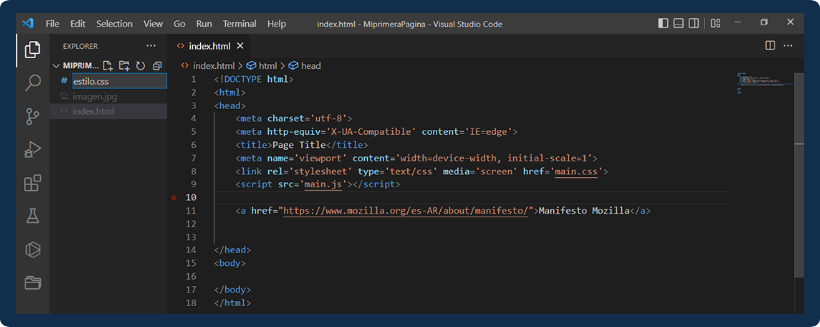 File Edit Selection View Go Run Terminal Help index.html - MiprimeraPagina - Visual Studio Code
EXPLORER ... index.html ...
MIPRIM... index.html > html > head
estilo.css
imagen.jpg
index.html
1 <!DOCTYPE html>
2 <html>
3 <head>
4 <meta charset='utf-8'>
5 <meta http-equiv='X-UA-Compatible' content='IE=edge'>
6 <title>Page Title</title>
7 <meta name='viewport' content='width=device-width, initial-scale=1'>
8 <link rel='stylesheet' type='text/css' media='screen' href='main.css'>
9 <script src='main.js'></script>
10
11 <a href="https://www.mozilla.org/es-AR/about/manifesto/">Manifesto Mozilla</a>
12
13
14 </head>
15 <body>
16
17 </body>
18 </html>